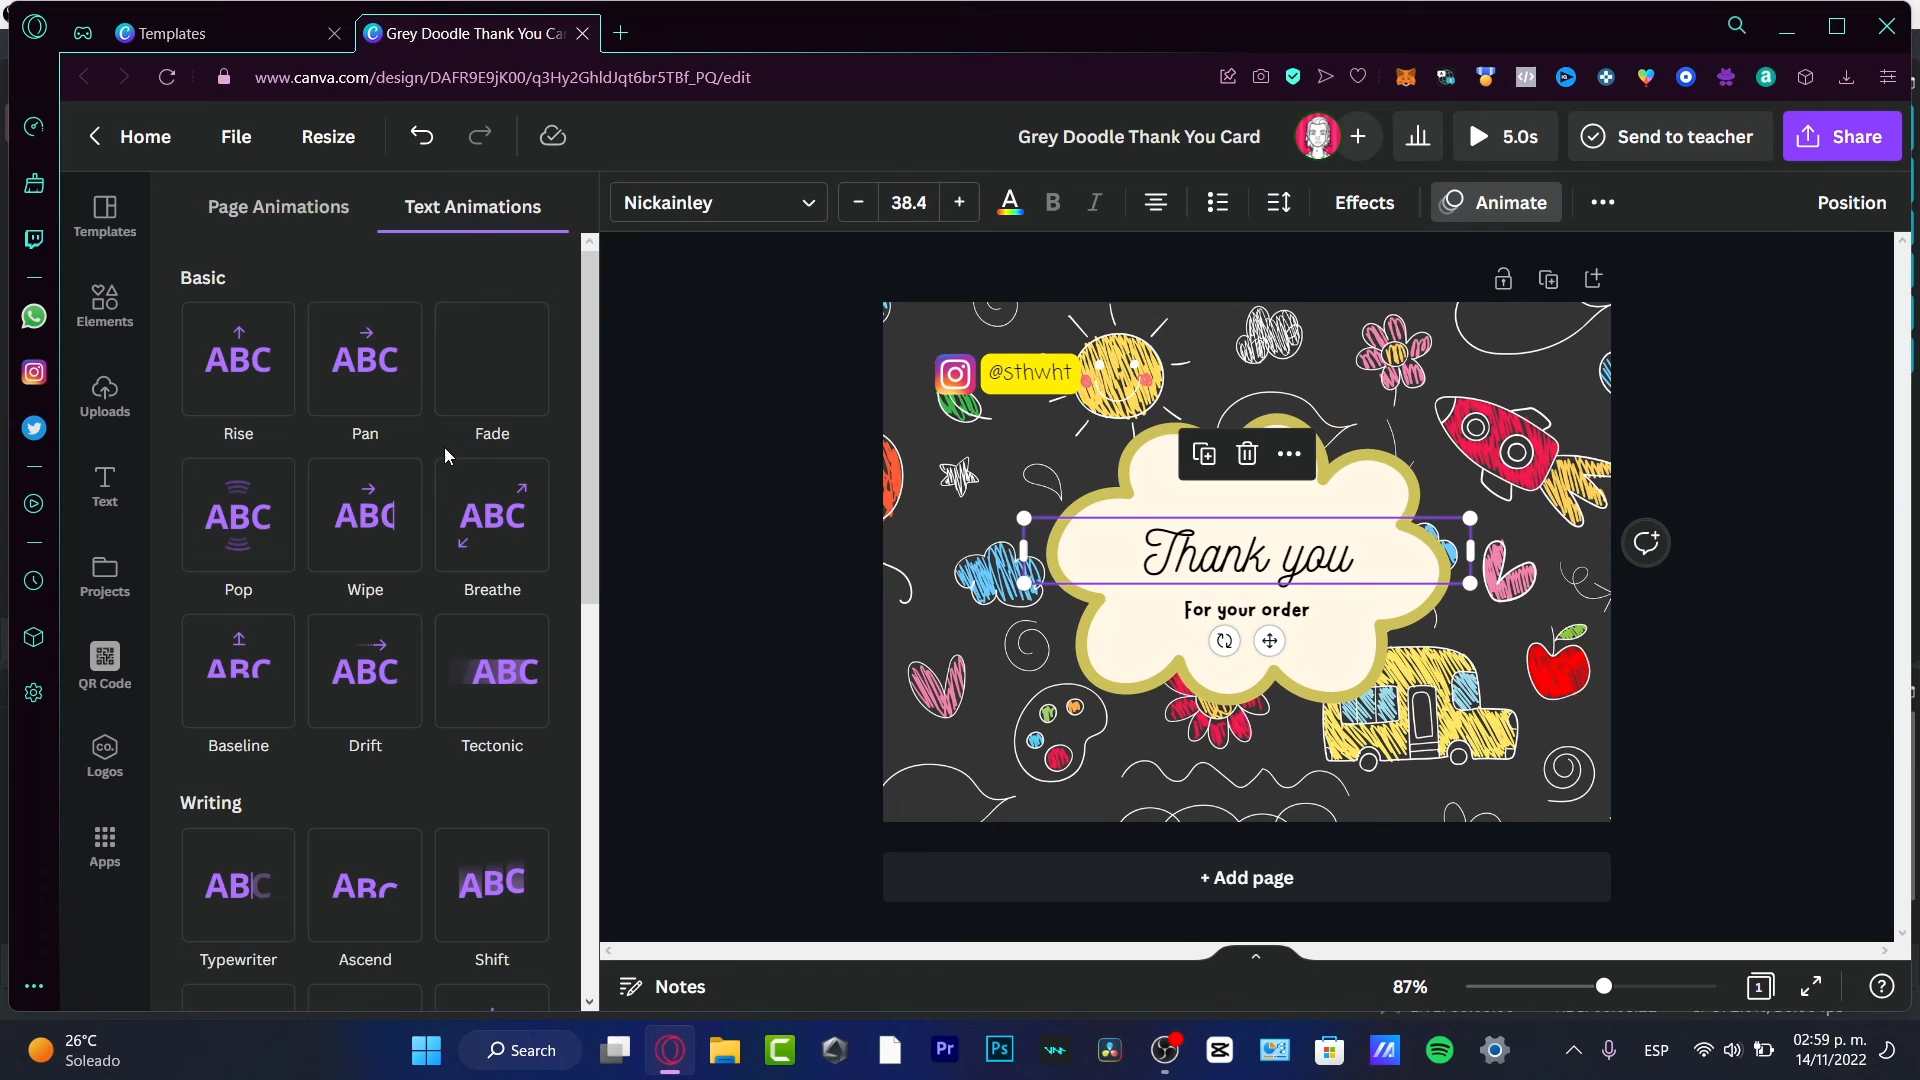 Templates
Grey Doodle Thank You Ca
www.canva.com/design/DAFR9E9jK00/q3Hy2GhldJqt6br5TBf_PQ/edit
Home
File
Resize
Grey Doodle Thank You Card
5.0s
Send to teacher
Share
Page Animations
Text Animations
Nickainley
38.4
Effects
Animate
Position
Templates
Elements
Uploads
Text
Projects
QR Code
CO.
Logos
Apps
Basic
ABC
ABC
Rise
Pan
Fade
ABC
ABC
ABC
Pop
Wipe
Breathe
ABC
ABC
ABC
Baseline
Drift
Tectonic
Writing
ABC
ABC
ABC
Typewriter
Ascend
Shift
@sthwht
Thank you
For your order
+ Add page
Notes
87%
1
26°C
Soleado
Search
Pr
Ps
ESP
02:59 p. m.
14/11/2022